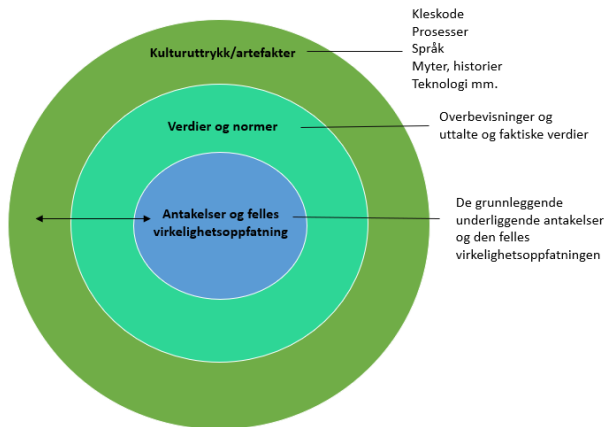 Kleskode
Prosesser
Språk
Myter, historier
Teknologi mm.
Kulturuttrykk/artefakter
Verdier og normer
Overbevisninger og
uttalte og faktiske verdier
Antakelser og felles
virkelighetsoppfatning
De grunnleggende
underliggende antakelser
og den felles
virkelighetsoppfatningen